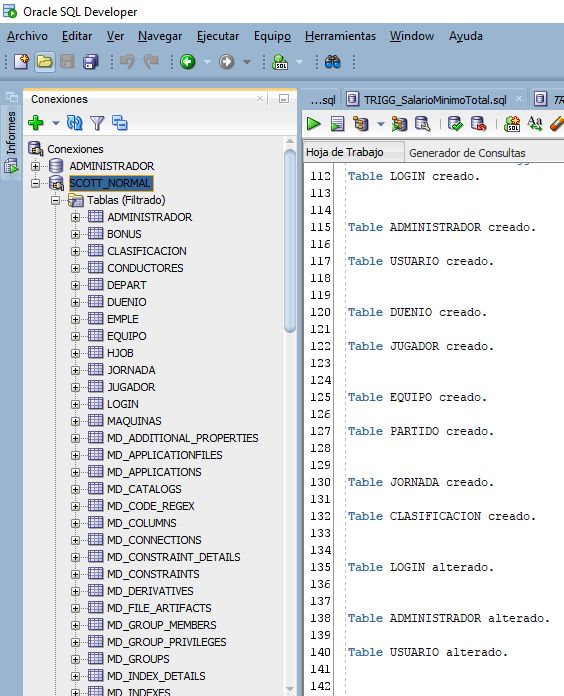 Oracle SQL Developer
Archivo Editar Ver Navegar Ejecutar Equipo Herramientas Window Ayuda
SQL
Informes
Conexiones
Conexiones
ADMINISTRADOR
SCOTT_NORMAL
Tablas (Filtrado)
ADMINISTRADOR
BONUS
CLASIFICACION
CONDUCTORES
DEPART
DUENIO
EMPLE
EQUIPO
HJOB
JORNADA
JUGADOR
LOGIN
MAQUINAS
MD_ADDITIONAL_PROPERTIES
MD_APPLICATIONFILES
MD_APPLICATIONS
MD_CATALOGS
MD_CODE_REGEX
MD_COLUMNS
MD_CONNECTIONS
MD_CONSTRAINT_DETAILS
MD_CONSTRAINTS
MD_DERIVATIVES
MD_FILE_ARTIFACTS
MD_GROUP_MEMBERS
MD_GROUP_PRIVILEGES
MD_GROUPS
MD_INDEX_DETAILS
MD_INDEXES
...sql TRIGG_SalarioMinimoTotal.sql
SQL Aa
Hoja de Trabajo Generador de Consultas
112 Table LOGIN creado.
113
114
115 Table ADMINISTRADOR creado.
116
117 Table USUARIO creado.
118
119
120 Table DUENIO creado.
121
122 Table JUGADOR creado.
123
124
125 Table EQUIPO creado.
126
127 Table PARTIDO creado.
128
129
130 Table JORNADA creado.
131
132 Table CLASIFICACION creado.
133
134
135 Table LOGIN alterado.
136
137
138 Table ADMINISTRADOR alterado.
139
140 Table USUARIO alterado.
141
142